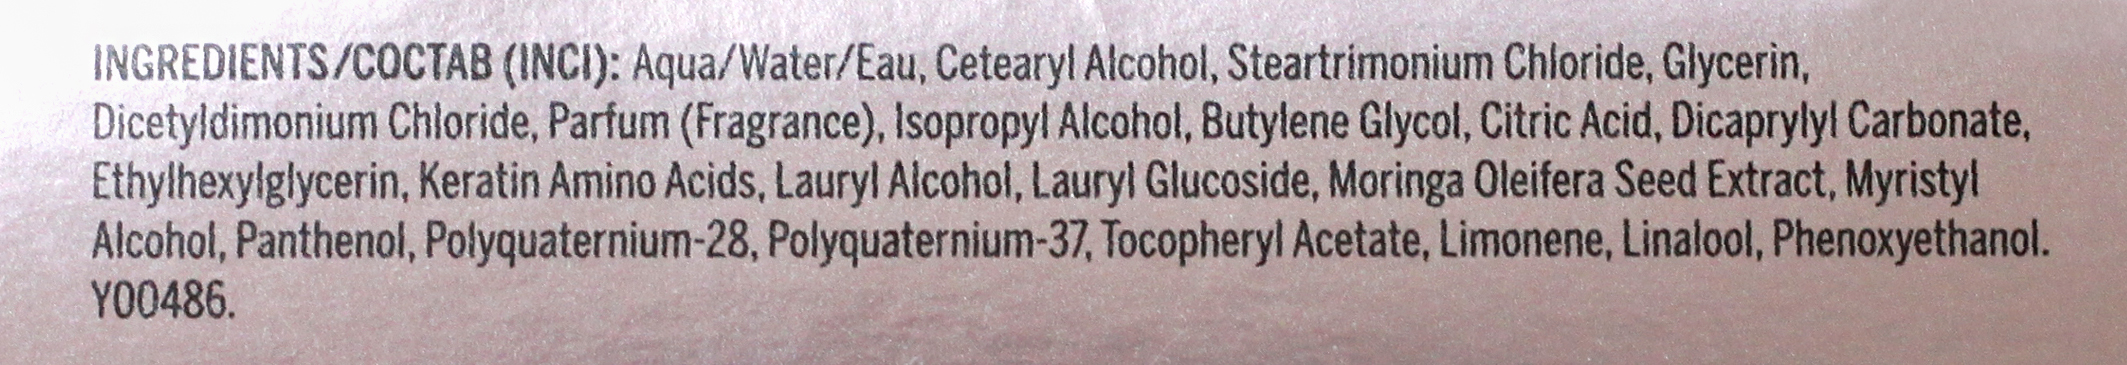 INGREDIENTS/COCTAB (INCI): Aqua/Water/Eau, Cetearyl Alcohol, Steartrimonium Chloride, Glycerin,
Dicetyldimonium Chloride, Parfum (Fragrance), Isopropyl Alcohol, Butylene Glycol, Citric Acid, Dicaprylyl Carbonate,
Ethylhexylglycerin, Keratin Amino Acids, Lauryl Alcohol, Lauryl Glucoside, Moringa Oleifera Seed Extract, Myristyl
Alcohol, Panthenol, Polyquaternium-28, Polyquaternium-37, Tocopheryl Acetate, Limonene, Linalool, Phenoxyethanol.
Y00486.